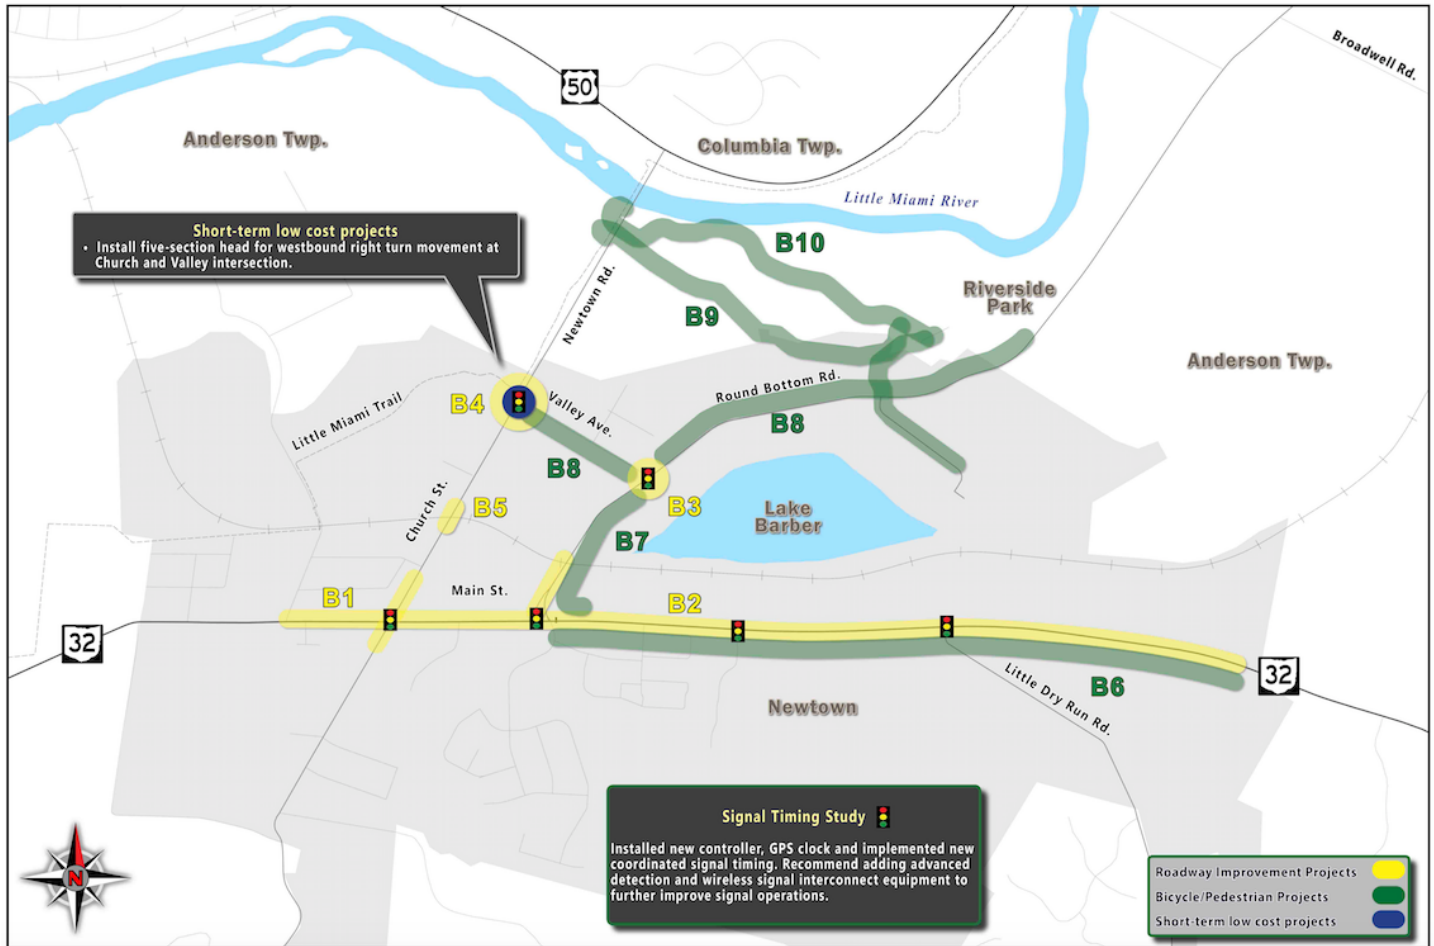 Broadwell Rd.
50
Anderson Twp.
Columbia Twp.
Little Miami River
Short-term low cost projects
• Install five-section head for westbound right turn movement at
Church and Valley intersection.
B10
Newtown Rd.
Riverside
Park
B9
Anderson Twp.
Round Bottom Rd.
B4
Valley Ave.
Little Miami Trail
B8
B8
Church St.
B5
B3
Lake
Barber
B7
Main St.
B1
B2
32
32
Little Dry Run Rd.
B6
Newtown
Signal Timing Study
Installed new controller, GPS clock and implemented new
coordinated signal timing. Recommend adding advanced
detection and wireless signal interconnect equipment to
further improve signal operations.
N
Roadway Improvement Projects
Bicycle/Pedestrian Projects
Short-term low cost projects